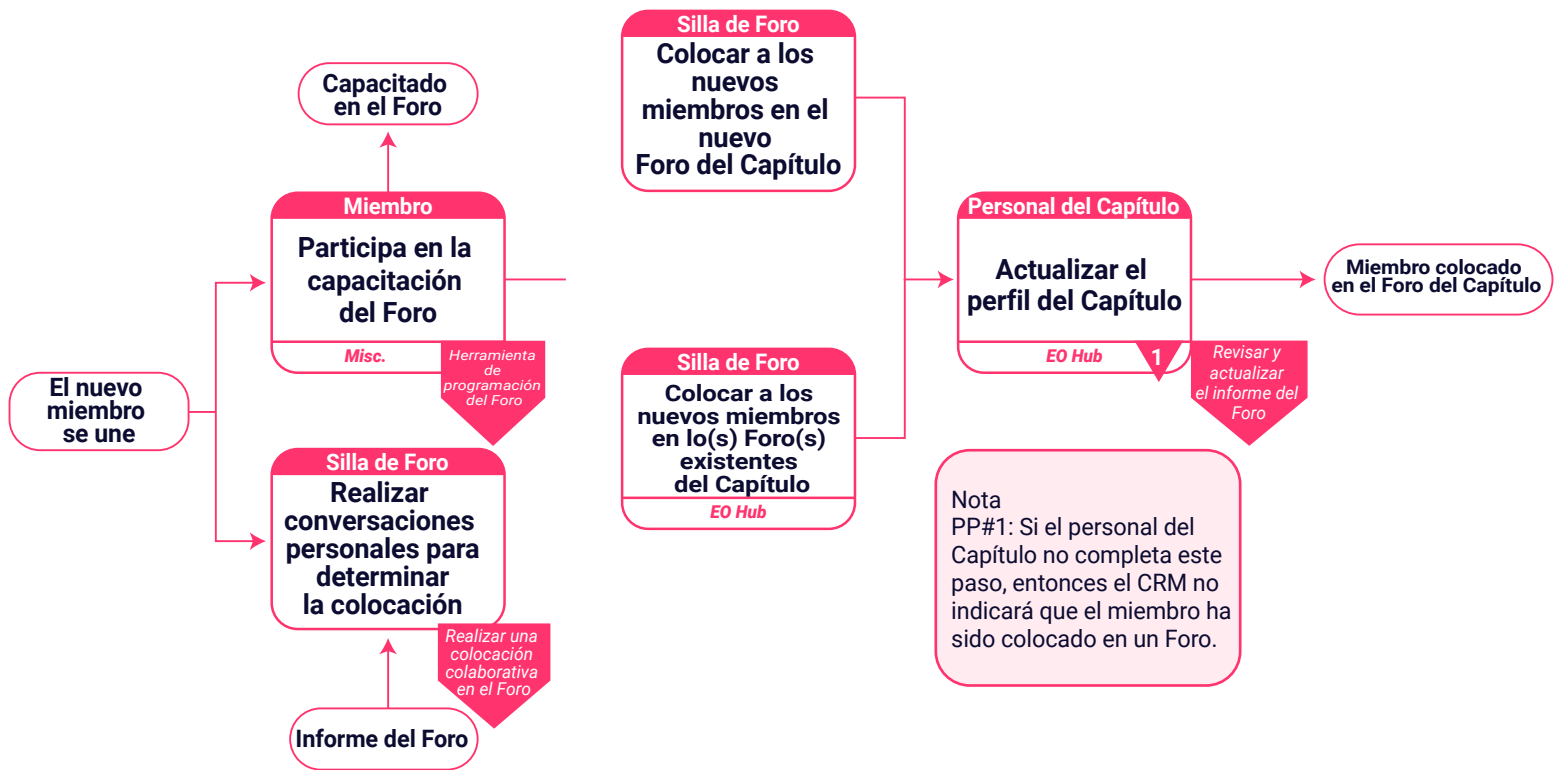 El nuevo
miembro
se une
Capacitado
en el Foro
Miembro
Participa en la
capacitación
del Foro
Misc.
Herramienta
de
programación
del Foro
Silla de Foro
Realizar
conversaciones
personales para
determinar
la colocación
Realizar una
colocación
colaborativa
en el Foro
Informe del Foro
Silla de Foro
Colocar a los
nuevos
miembros en el
nuevo
Foro del Capítulo
Silla de Foro
Colocar a los
nuevos miembros
en lo(s) Foro(s)
existentes
del Capítulo
EO Hub
Personal del Capítulo
Actualizar el
perfil del Capítulo
EO Hub
1
Revisar y
actualizar
el informe del
Foro
Miembro colocado
en el Foro del Capítulo
Nota
PP#1: Si el personal del
Capítulo no completa este
paso, entonces el CRM no
indicará que el miembro ha
sido colocado en un Foro.